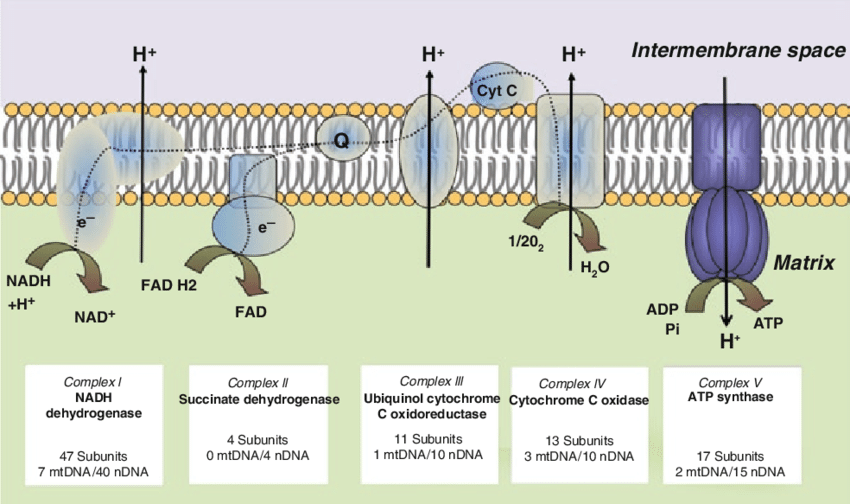 H+
H+
H+
Intermembrane space
Cyt C
Q
e–
e–
1/2O₂
H₂O
Matrix
NADH
+H⁺
NAD⁺
FAD H2
FAD
ADP
Pi
ATP
H⁺
Complex I
NADH
dehydrogenase
47 Subunits
7 mtDNA/40 nDNA
Complex II
Succinate dehydrogenase
4 Subunits
0 mtDNA/4 nDNA
Complex III
Ubiquinol cytochrome
C oxidoreductase
11 Subunits
1 mtDNA/10 nDNA
Complex IV
Cytochrome C oxidase
13 Subunits
3 mtDNA/10 nDNA
Complex V
ATP synthase
17 Subunits
2 mtDNA/15 nDNA